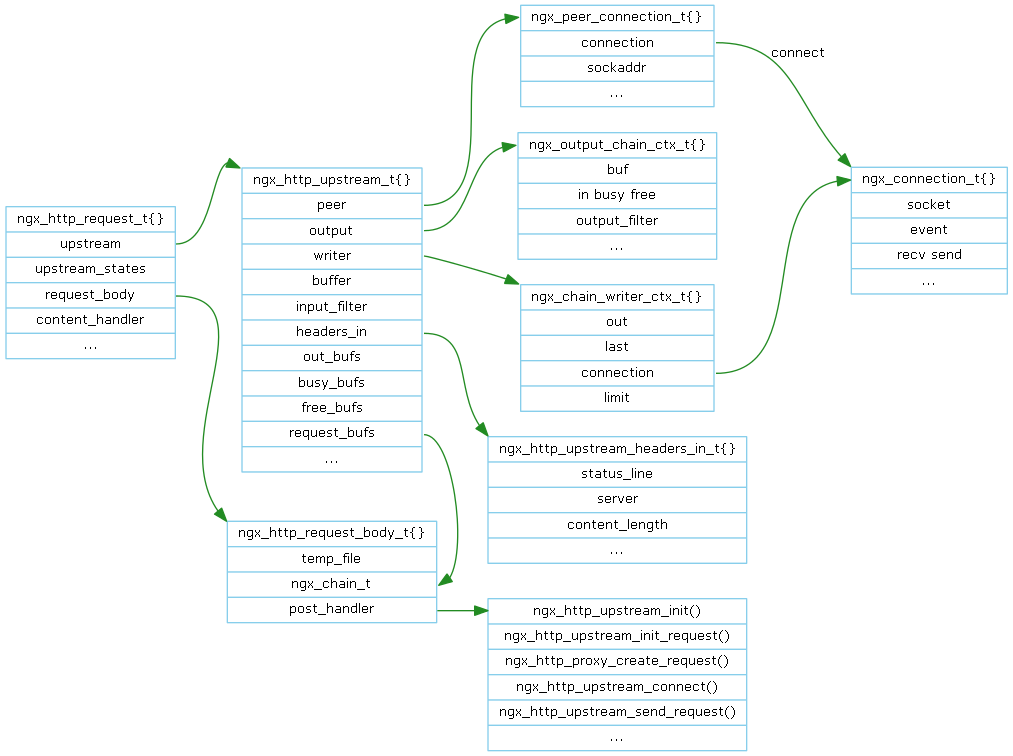 ngx_http_request_t{}
upstream
upstream_states
request_body
content_handler
...
ngx_http_upstream_t{}
peer
output
writer
buffer
input_filter
headers_in
out_bufs
busy_bufs
free_bufs
request_bufs
...
ngx_http_request_body_t{}
temp_file
ngx_chain_t
post_handler
ngx_peer_connection_t{}
connection
sockaddr
...
connect
ngx_output_chain_ctx_t{}
buf
in busy free
output_filter
...
ngx_chain_writer_ctx_t{}
out
last
connection
limit
ngx_http_upstream_headers_in_t{}
status_line
server
content_length
...
ngx_http_upstream_init()
ngx_http_upstream_init_request()
ngx_http_proxy_create_request()
ngx_http_upstream_connect()
ngx_http_upstream_send_request()
...
ngx_connection_t{}
socket
event
recv send
...